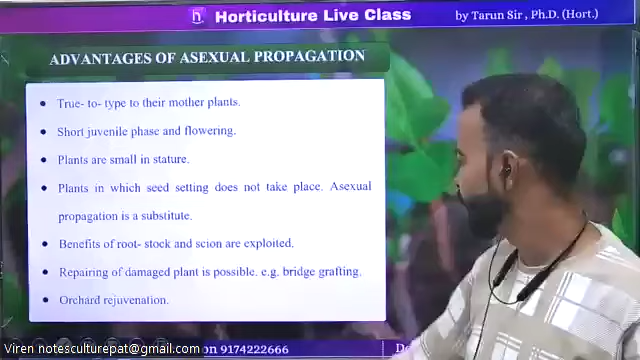 h Horticulture Live Class
by Tarun Sir , Ph.D. (Hort.)
ADVANTAGES OF ASEXUAL PROPAGATION
● True- to- type to their mother plants.
● Short juvenile phase and flowering.
● Plants are small in stature.
● Plants in which seed setting does not take place. Asexual
propagation is a substitute.
● Benefits of root- stock and scion are exploited.
● Repairing of damaged plant is possible. e.g. bridge grafting.
● Orchard rejuvenation.
Viren notesculturepat@gmail.com
on 9174222666